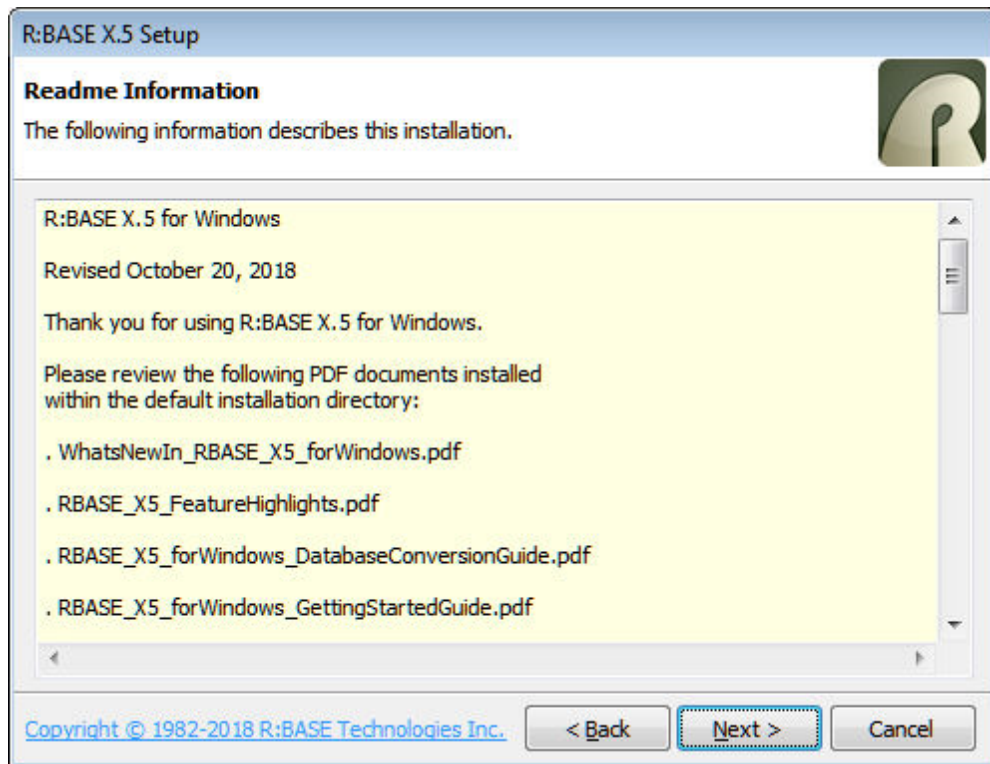 R:BASE X.5 Setup
Readme Information
The following information describes this installation.
R:BASE X.5 for Windows
Revised October 20, 2018
Thank you for using R:BASE X.5 for Windows.
Please review the following PDF documents installed
within the default installation directory:
. WhatsNewIn_RBASE_X5_forWindows.pdf
. RBASE_X5_FeatureHighlights.pdf
. RBASE_X5_forWindows_DatabaseConversionGuide.pdf
. RBASE_X5_forWindows_GettingStartedGuide.pdf
Copyright © 1982-2018 R:BASE Technologies Inc.
< Back
Next >
Cancel